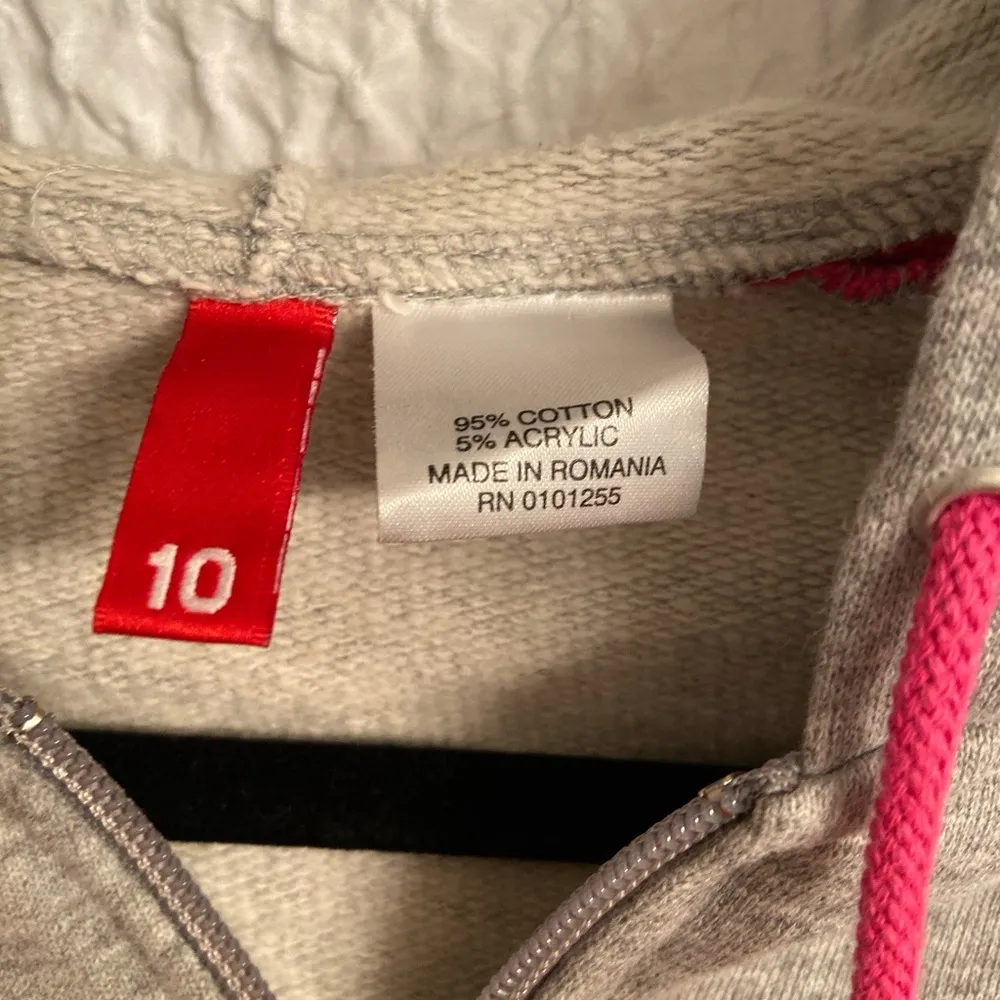 10
95% COTTON
5% ACRYLIC
MADE IN ROMANIA
RN 0101255